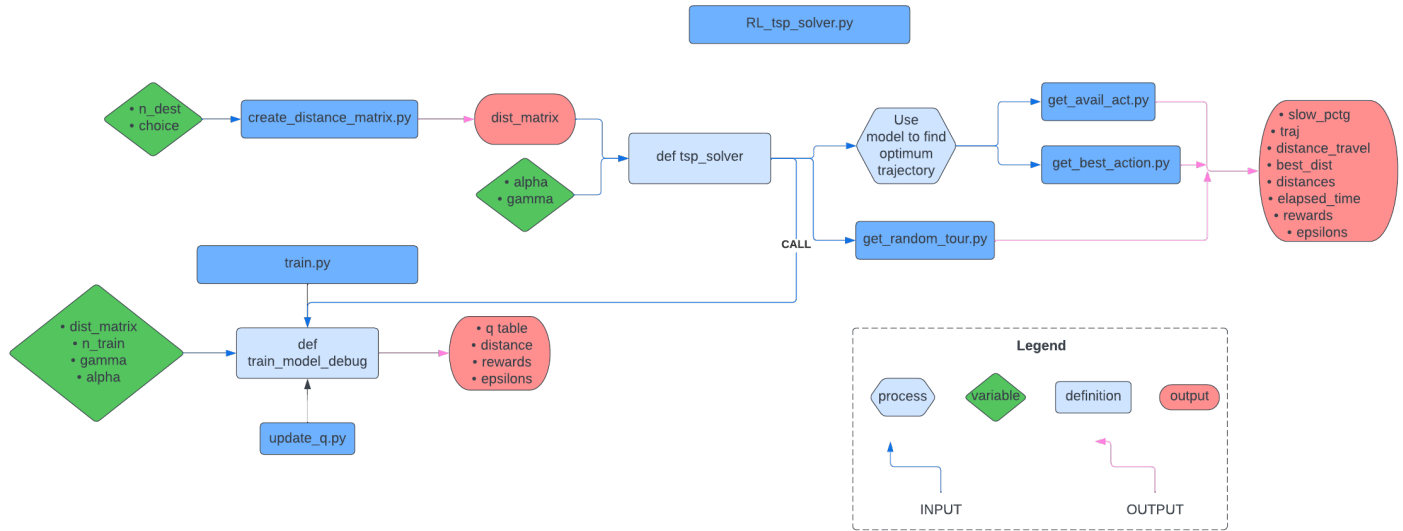 RL_tsp_solver.py
• n_dest
• choice
create_distance_matrix.py
dist_matrix
• alpha
• gamma
def tsp_solver
Use
model to find
optimum
trajectory
get_avail_act.py
get_best_action.py
get_random_tour.py
• slow_pctg
• traj
• distance_travel
• best_dist
• distances
• elapsed_time
• rewards
• epsilons
CALL
train.py
• dist_matrix
• n_train
• gamma
• alpha
def
train_model_debug
• q table
• distance
• rewards
• epsilons
update_q.py
Legend
process
variable
definition
output
INPUT
OUTPUT